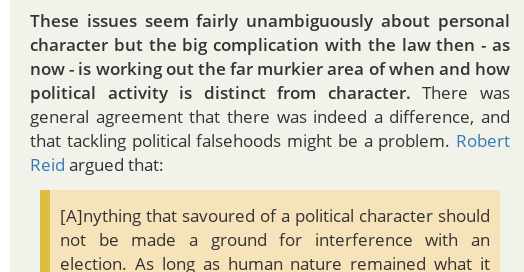 These issues seem fairly unambiguously about personal
character but the big complication with the law then - as
now - is working out the far murkier area of when and how
political activity is distinct from character. There was
general agreement that there was indeed a difference, and
that tackling political falsehoods might be a problem. Robert
Reid argued that:
[A]nything that savoured of a political character should
not be made a ground for interference with an
election. As long as human nature remained what it